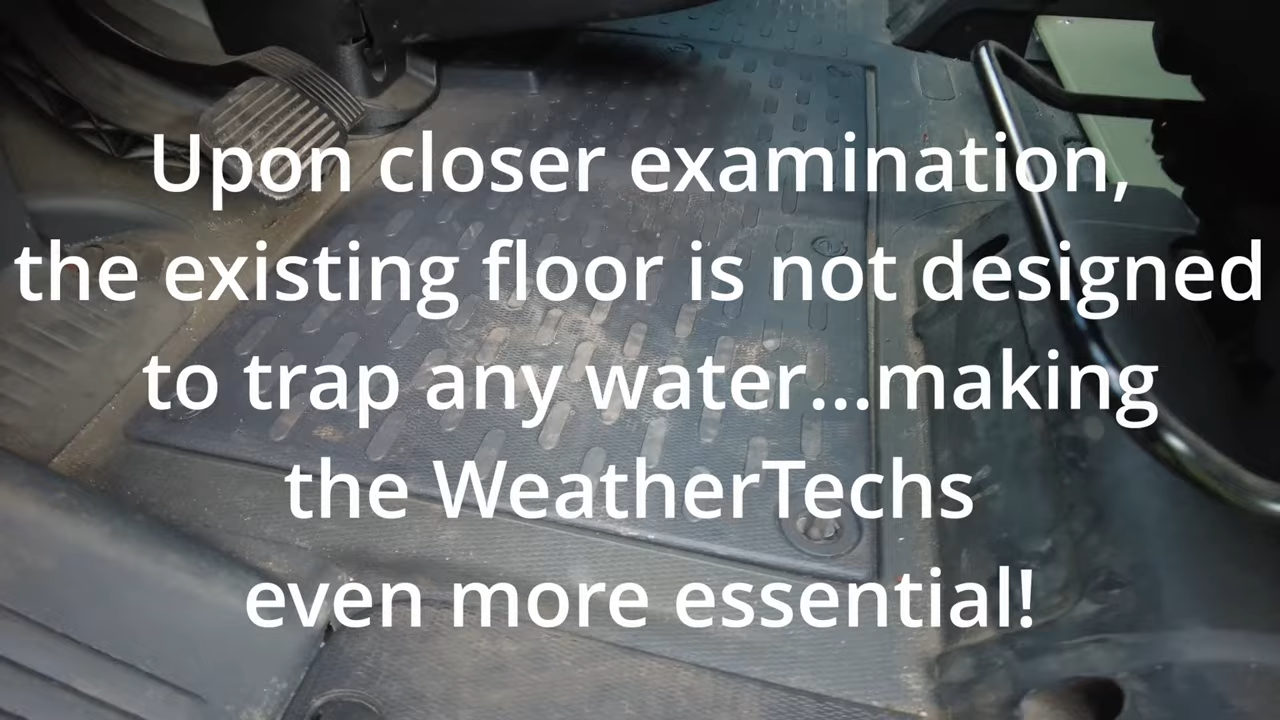 Upon closer examination,
the existing floor is not designed
to trap any water...making
the WeatherTechs
even more essential!